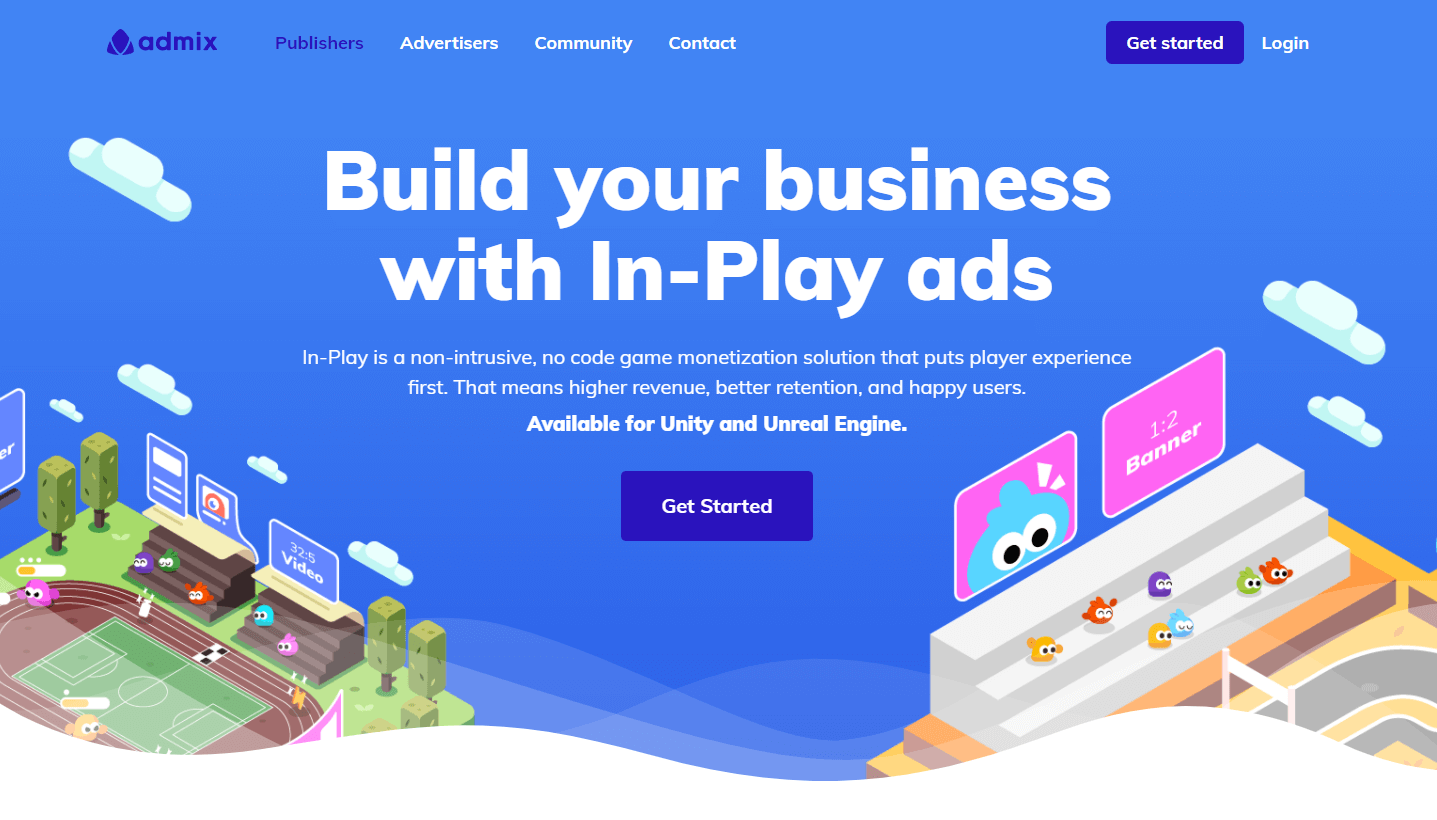 admix
Publishers
Advertisers
Community
Contact
Get started
Login
Build your business
with In-Play ads
In-Play is a non-intrusive, no code game monetization solution that puts player experience
first. That means higher revenue, better retention, and happy users.
Available for Unity and Unreal Engine.
Get Started
1:2
Banner
32:5
Video